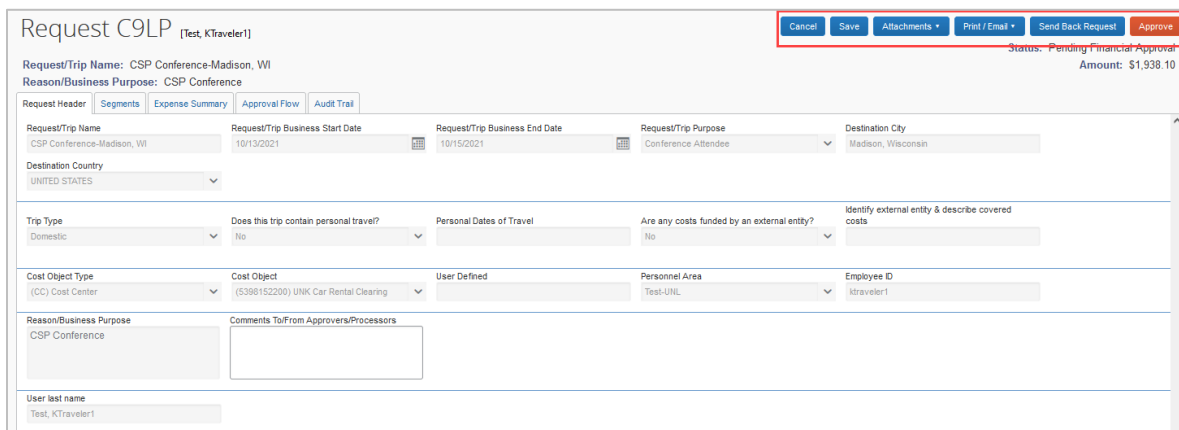 Request C9LP [Test, KTraveler1]
Cancel Save Attachments Print / Email Send Back Request Approve
Status: Pending Financial Approval
Request/Trip Name: CSP Conference-Madison, WI Amount: $1,938.10
Reason/Business Purpose: CSP Conference
Request Header Segments Expense Summary Approval Flow Audit Trail
Request/Trip Name Request/Trip Business Start Date Request/Trip Business End Date Request/Trip Purpose Destination City
CSP Conference-Madison, WI 10/13/2021 10/15/2021 Conference Attendee Madison, Wisconsin
Destination Country
UNITED STATES
Identify external entity & describe covered
Trip Type Does this trip contain personal travel? Personal Dates of Travel Are any costs funded by an external entity? costs
Domestic No No
Cost Object Type Cost Object User Defined Personnel Area Employee ID
(CC) Cost Center (5398152200) UNK Car Rental Clearing Test-UNL ktraveler1
Reason/Business Purpose Comments To/From Approvers/Processors
CSP Conference
User last name
Test, KTraveler1